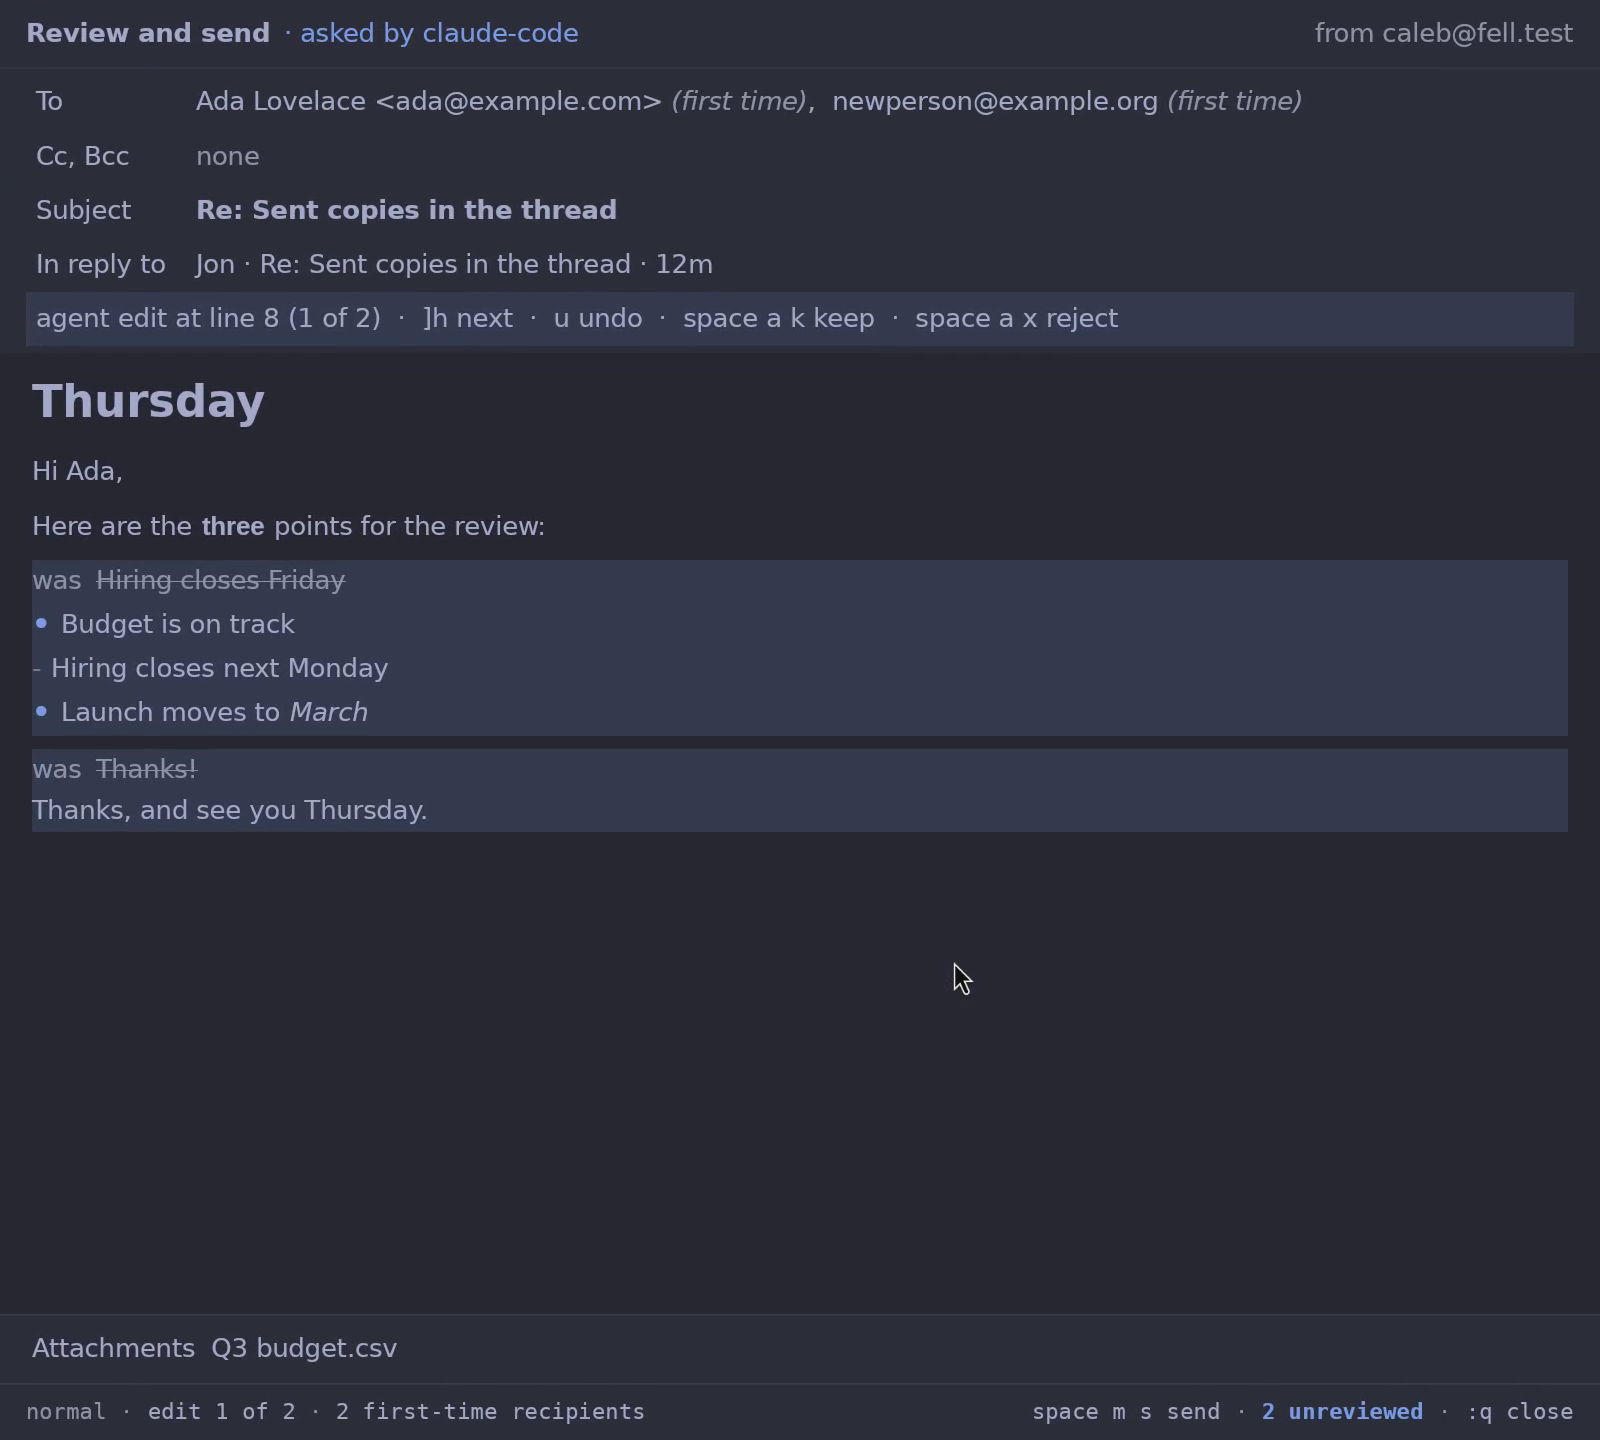 Review and send · asked by claude-code from caleb@fell.test
To Ada Lovelace <ada@example.com> (first time), newperson@example.org (first time)
Cc, Bcc none
Subject Re: Sent copies in the thread
In reply to Jon · Re: Sent copies in the thread · 12m
agent edit at line 8 (1 of 2) · ]h next · u undo · space a k keep · space a x reject
Thursday
Hi Ada,
Here are the three points for the review:
was Hiring closes Friday
• Budget is on track
- Hiring closes next Monday
• Launch moves to March
was Thanks!
Thanks, and see you Thursday.
Attachments Q3 budget.csv
normal · edit 1 of 2 · 2 first-time recipients space m s send · 2 unreviewed · :q close